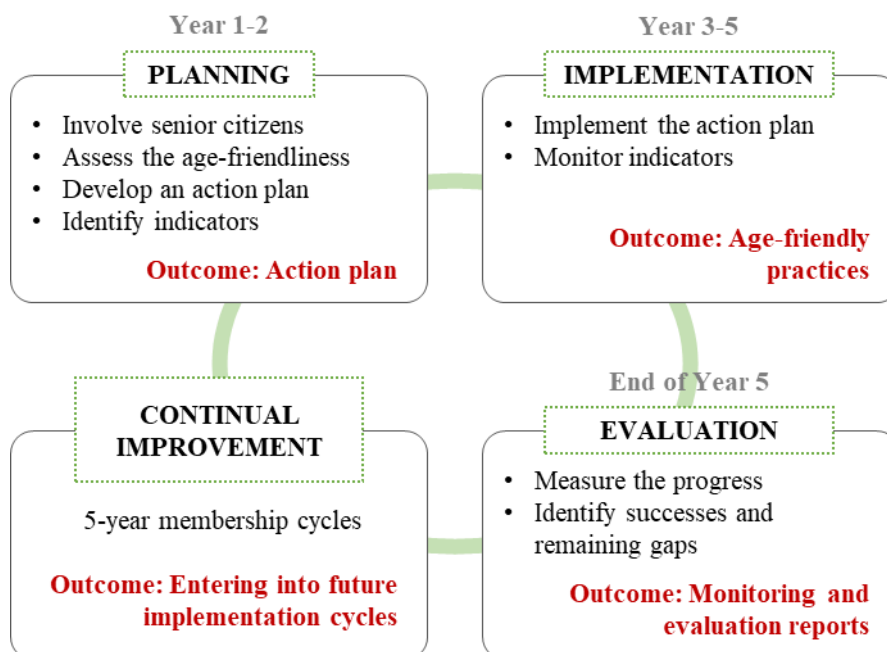 Year 1-2
PLANNING
• Involve senior citizens
• Assess the age-friendliness
• Develop an action plan
• Identify indicators
Outcome: Action plan
Year 3-5
IMPLEMENTATION
• Implement the action plan
• Monitor indicators
Outcome: Age-friendly
practices
CONTINUAL
IMPROVEMENT
5-year membership cycles
Outcome: Entering into future
implementation cycles
End of Year 5
EVALUATION
• Measure the progress
• Identify successes and
remaining gaps
Outcome: Monitoring and
evaluation reports